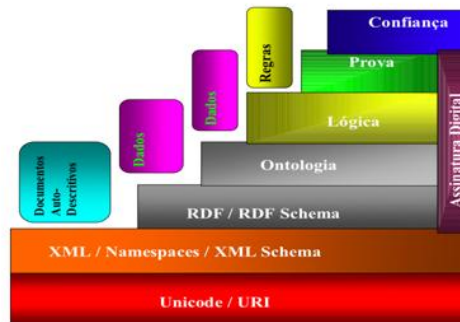 Confiança
Regras
Prova
Dados
Lógica
Dados
Ontologia
Documentos
Auto-
Descritivos
RDF / RDF Schema
Assinatura Digital
XML / Namespaces / XML Schema
Unicode / URI